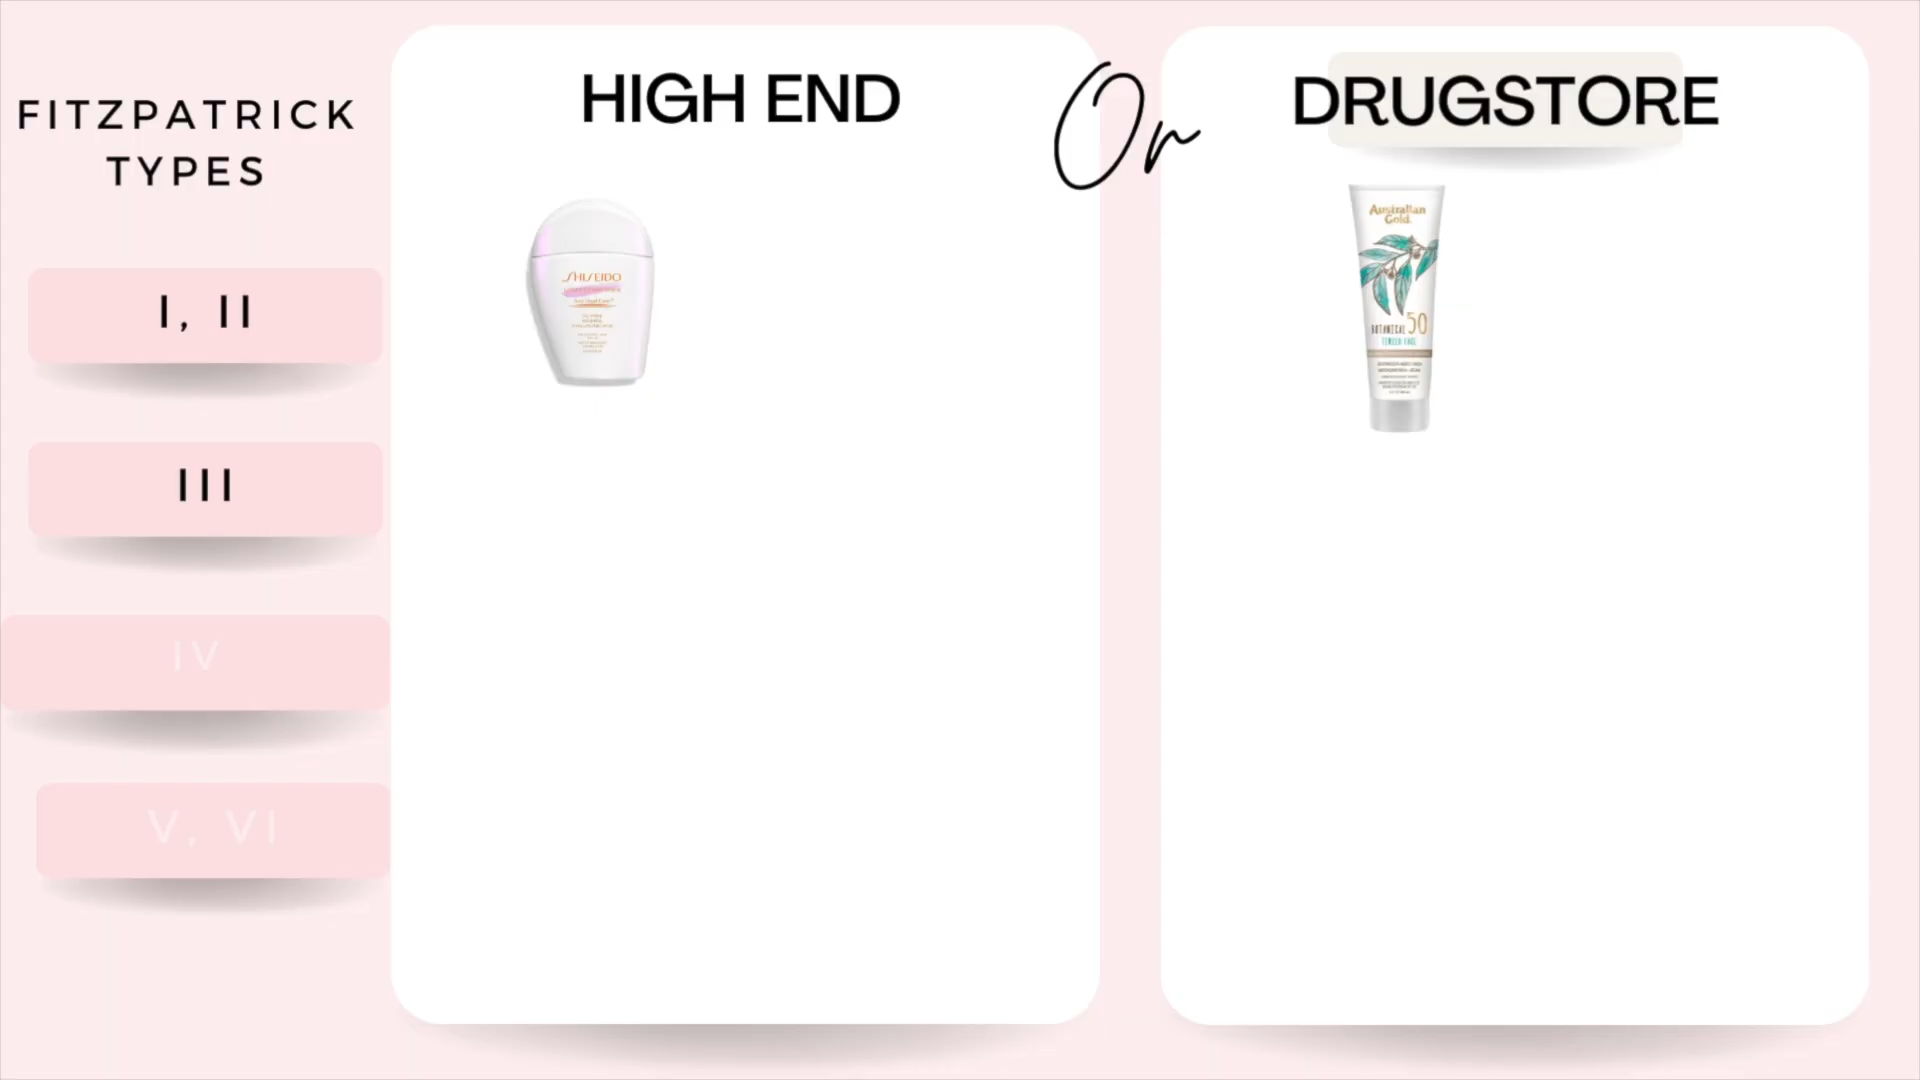 FITZPATRICK
TYPES
I, II
III
IV
V, VI
HIGH END
Or
DRUGSTORE
SHISEIDO
Australian
Gold
BOTANICAL 50
TINTED FACE